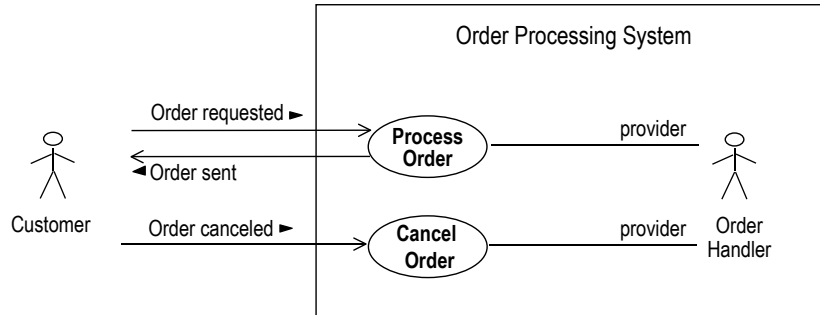 Order Processing System
Order requested ►
Process
Order
provider
◄ Order sent
Customer
Order canceled ►
Cancel
Order
provider
Order
Handler